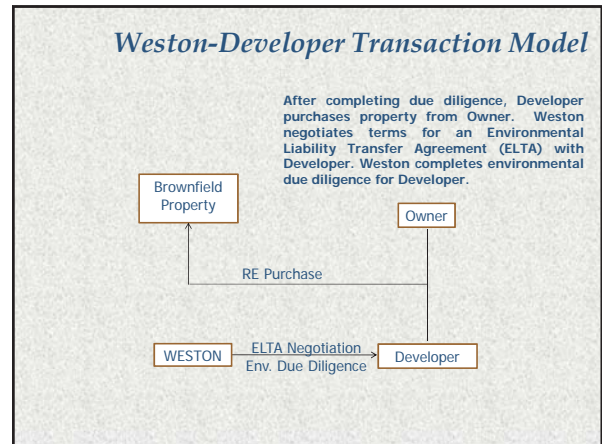 Weston-Developer Transaction Model
After completing due diligence, Developer
purchases property from Owner. Weston
negotiates terms for an Environmental
Liability Transfer Agreement (ELTA) with
Developer. Weston completes environmental
due diligence for Developer.
Brownfield
Property
Owner
RE Purchase
WESTON
ELTA Negotiation
Env. Due Diligence
Developer